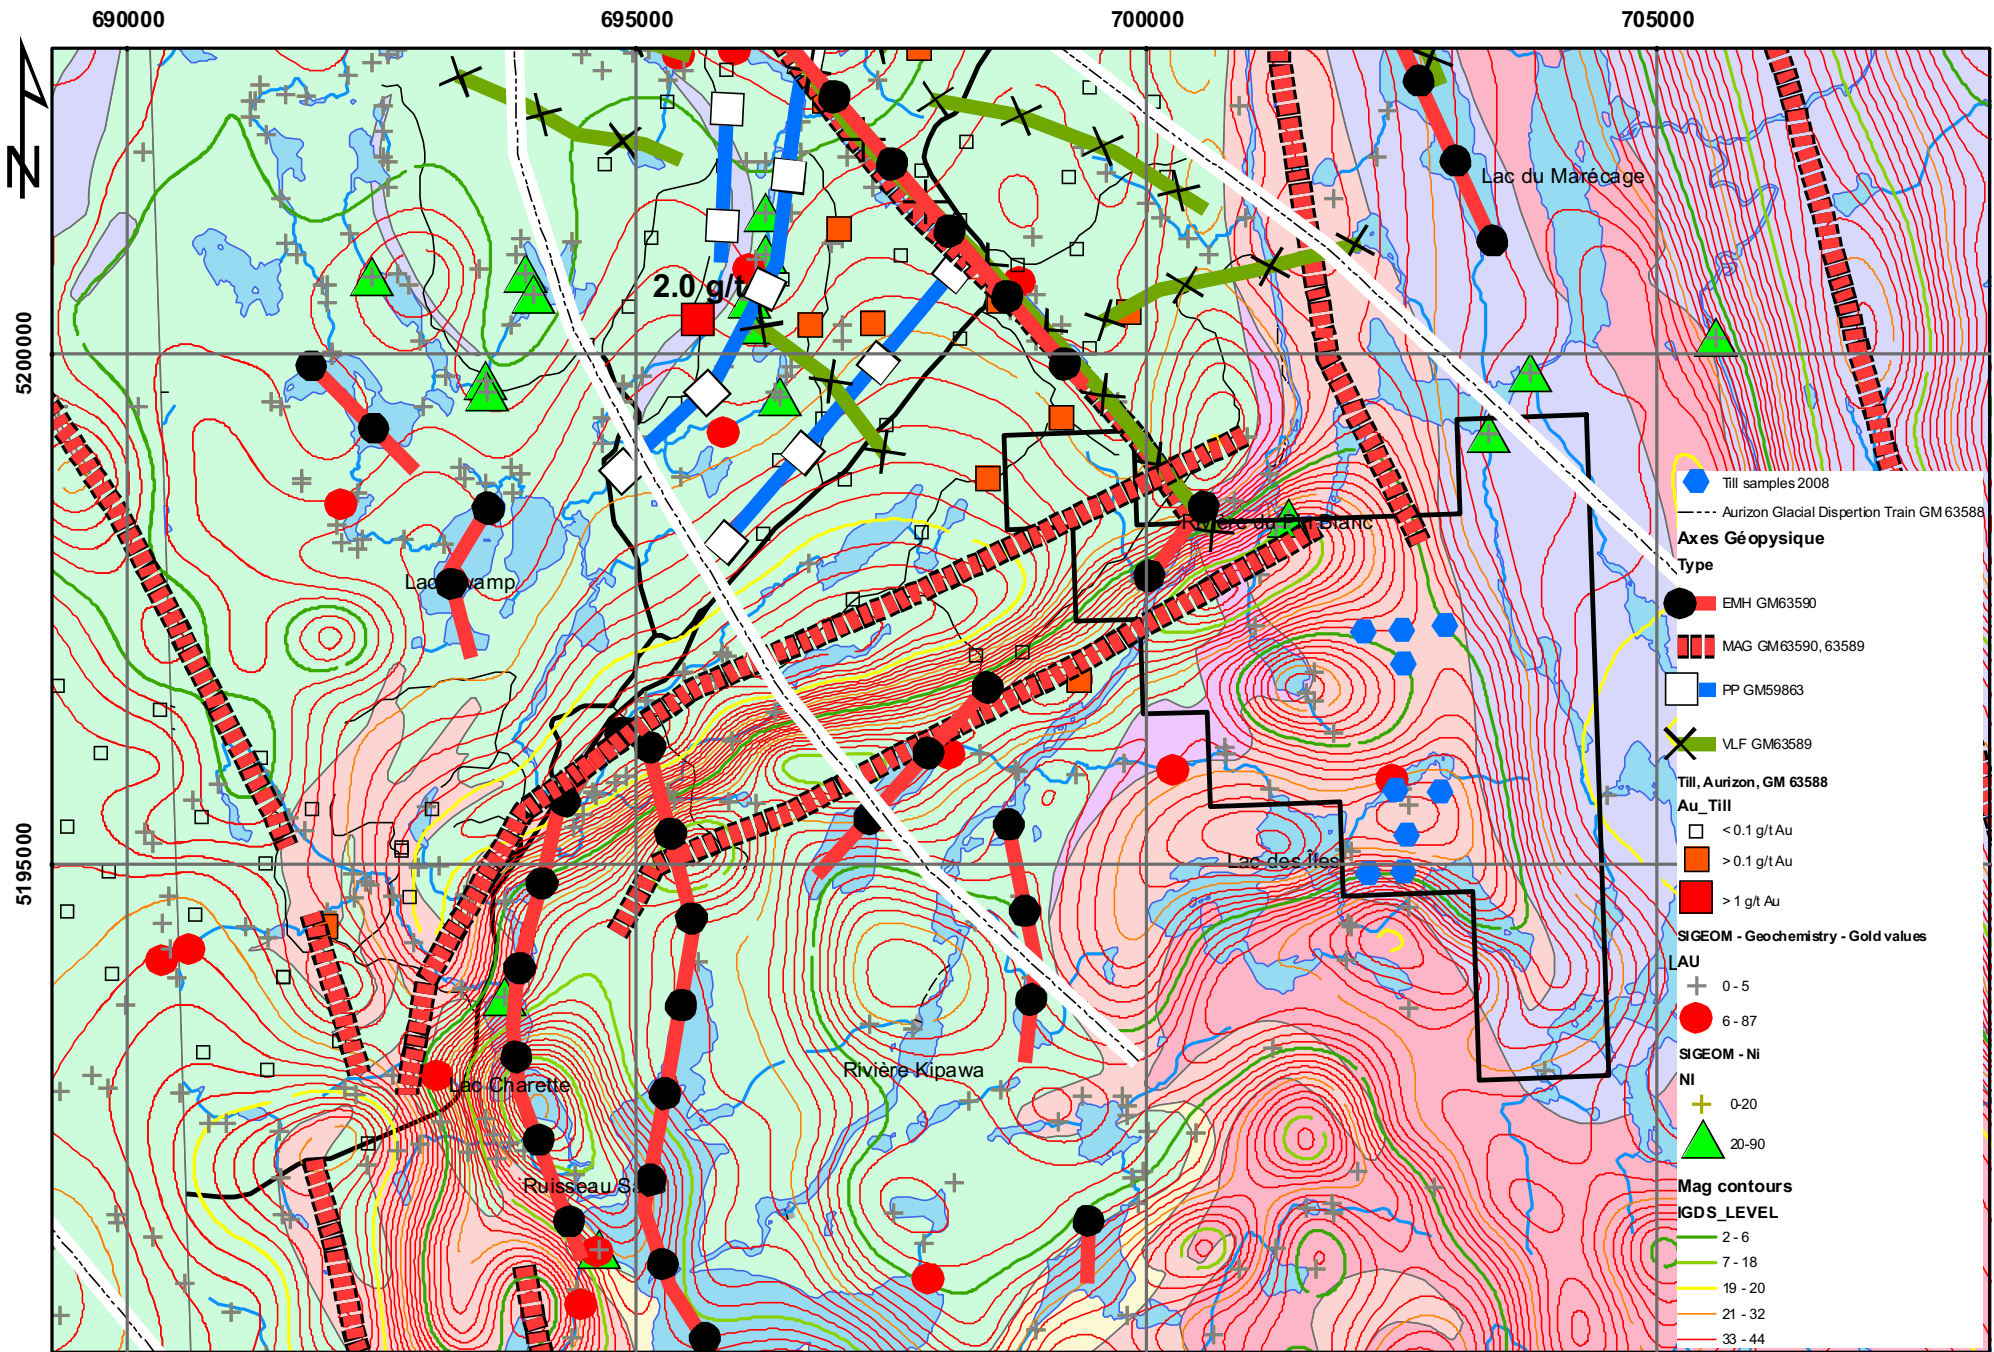 690000
695000
700000
705000
N
Lac du Marécage
2.0 g/t
5200000
Till samples 2008
Aurizon Glacial Dispertion Train GM 63588
Rivière du Pin Blanc
Axes Géopysique
Type
Lac Swamp
EMH GM63590
MAG GM63590, 63589
PP GM59863
VLF GM63589
Till, Aurizon, GM 63588
Au_Till
< 0.1 g/t Au
5195000
Lac des Îles
> 0.1 g/t Au
> 1 g/t Au
SIGEOM - Geochemistry - Gold values
LAU
0 - 5
6 - 87
SIGEOM - Ni
Rivière Kipawa
Lac Charette
NI
0-20
20-90
Ruisseau
Mag contours
IGDS_LEVEL
2 - 6
7 - 18
19 - 20
21 - 32
33 - 44